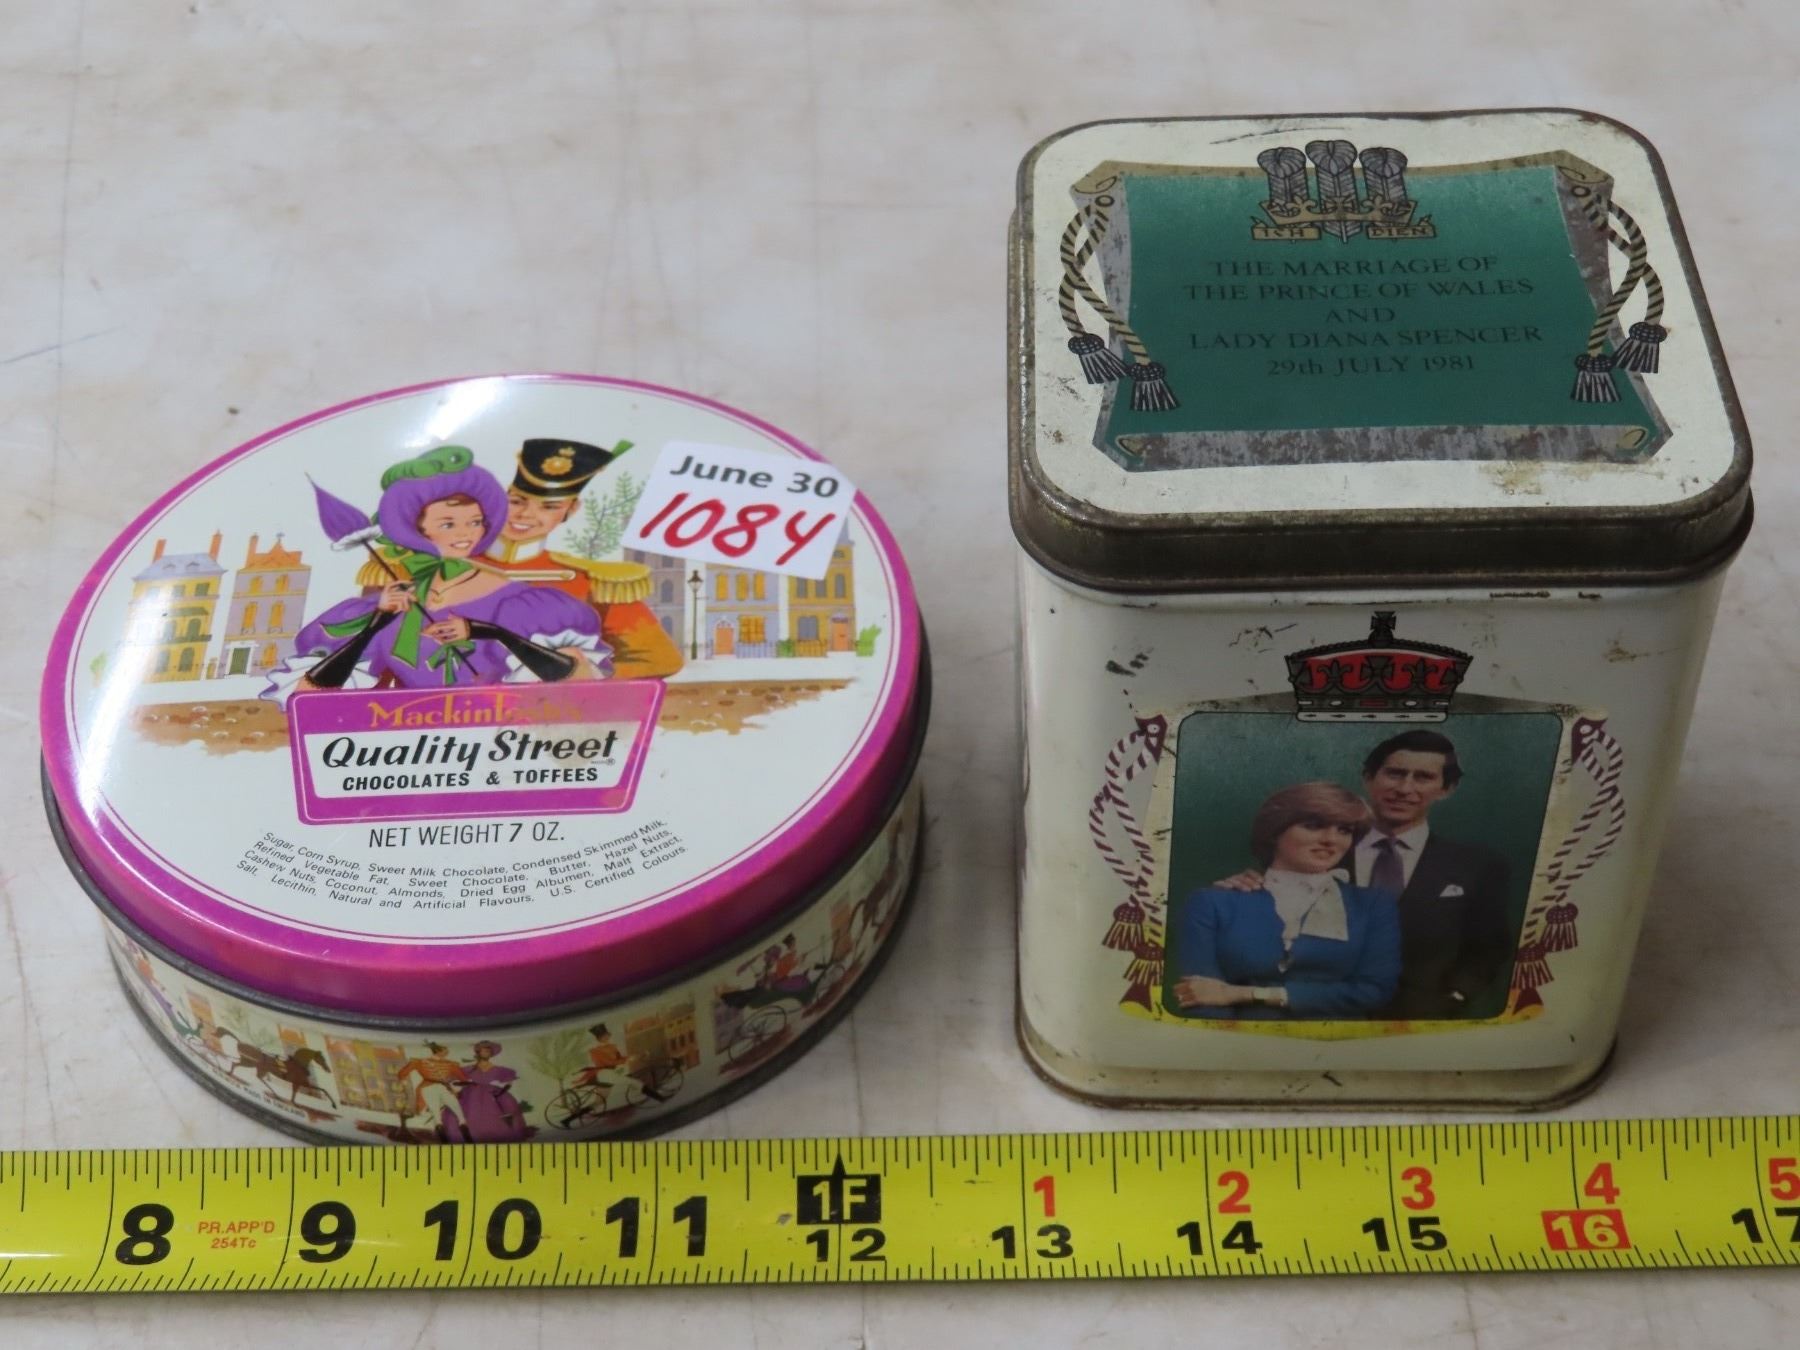 June 30
1084
Mackintosh's
Quality Street
CHOCOLATES & TOFFEES
NET WEIGHT 7 OZ.
Sugar, Corn Syrup, Sweet Milk Chocolate, Condensed Skimmed Milk,
Refined Vegetable Fat, Sweet Chocolate, Butter, Hazel Nuts,
Cashew Nuts, Coconut, Almonds, Dried Egg Albumen, Malt Extract,
Salt, Lecithin, Natural and Artificial Flavours, U.S. Certified Colours.
MADE IN ENGLAND
ICH DIEN
THE MARRIAGE OF
THE PRINCE OF WALES
AND
LADY DIANA SPENCER
29th JULY 1981
1F 1 2 3 4 5
8 P.R. APP'D 9 10 11 12 13 14 15 16 17
254Tc